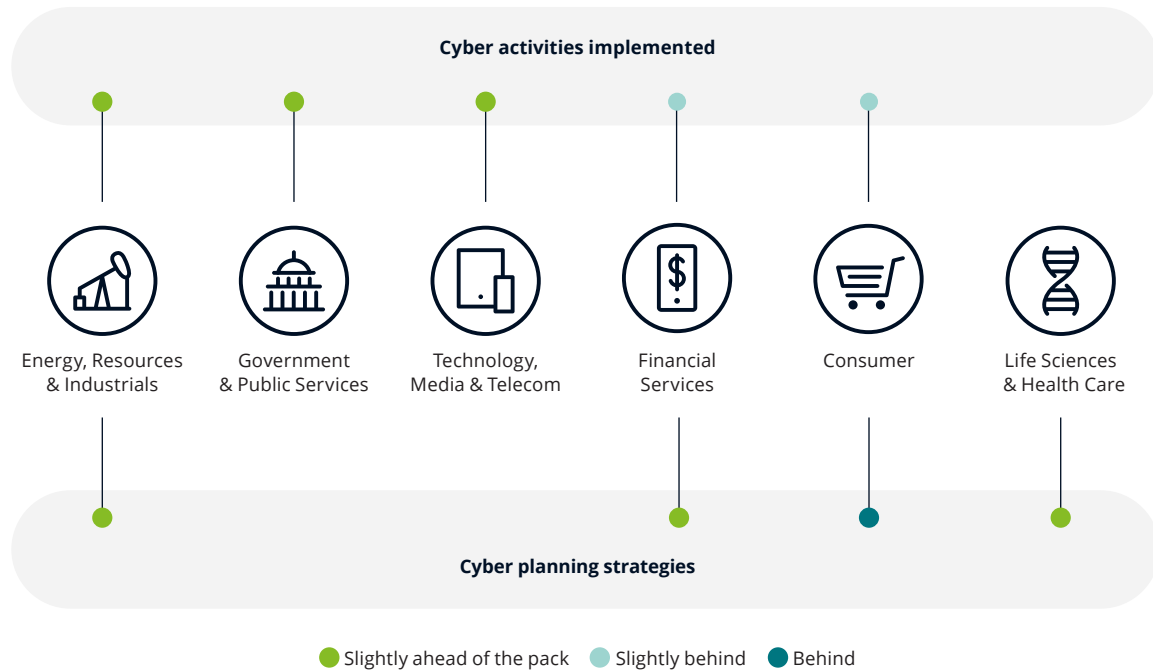 Cyber activities implemented
Energy, Resources
& Industrials
Government
& Public Services
Technology,
Media & Telecom
$
Financial
Services
Consumer
Life Sciences
& Health Care
Cyber planning strategies
Slightly ahead of the pack
Slightly behind
Behind